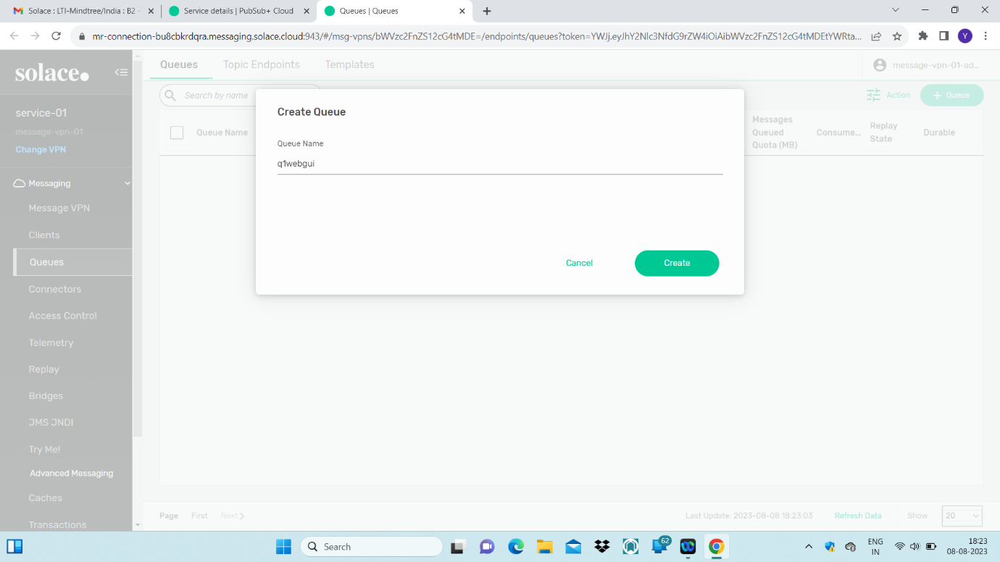 Solace : LTI-Mindtree/India : B2 -
Service details | PubSub+ Cloud
Queues | Queues
mr-connection-bu8cbkrdqra.messaging.solace.cloud:943/#/msg-vpns/bWVzc2FnZS12cG4tMDE=/endpoints/queues?token=YWJj.eyJhY2Nlc3NfdG9rZW4iOiAibWVzc2FnZS12cG4tMDEtYWRta...
Y
solace.
service-01
message-vpn-01
Change VPN
Messaging
Message VPN
Clients
Queues
Connectors
Access Control
Telemetry
Replay
Bridges
JMS JNDI
Try Me!
Advanced Messaging
Caches
Transactions
Queues
Topic Endpoints
Templates
message-vpn-01-ad...
Search by name
Action
+ Queue
Queue Name
Messages
Queued
Quota (MB)
Consume...
Replay
State
Durable
Create Queue
Queue Name
q1webgui
Cancel
Create
Page
First
Next
Last Update: 2023-08-08 18:23:03
Refresh Data
Show
20
Search
62
ENG
IN
18:23
08-08-2023